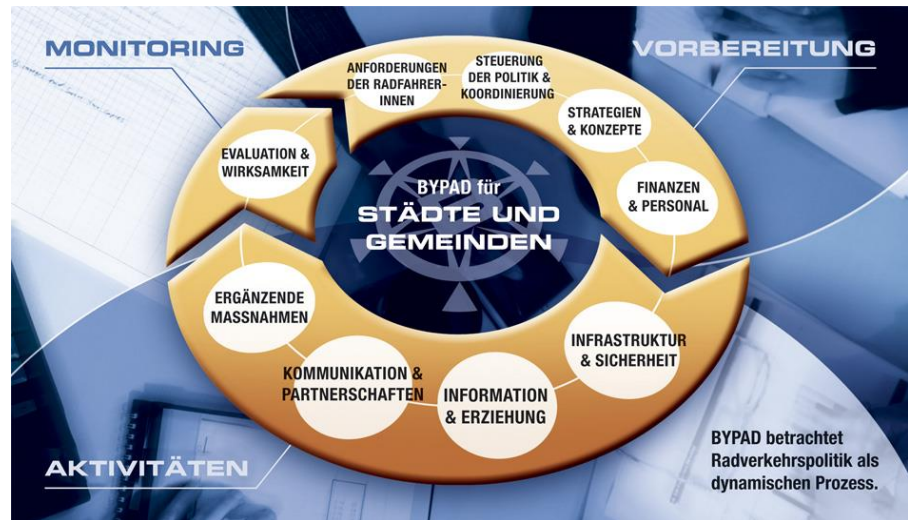 MONITORING
VORBEREITUNG
ANFORDERUNGEN
DER RADFAHRER-
INNEN
STEUERUNG
DER POLITIK &
KOORDINIERUNG
STRATEGIEN
& KONZEPTE
FINANZEN
& PERSONAL
EVALUATION &
WIRKSAMKEIT
BYPAD für
STÄDTE UND
GEMEINDEN
ERGÄNZENDE
MASSNAHMEN
KOMMUNIKATION &
PARTNERSCHAFTEN
INFORMATION
& ERZIEHUNG
INFRASTRUKTUR
& SICHERHEIT
AKTIVITÄTEN
BYPAD betrachtet
Radverkehrspolitik als
dynamischen Prozess.